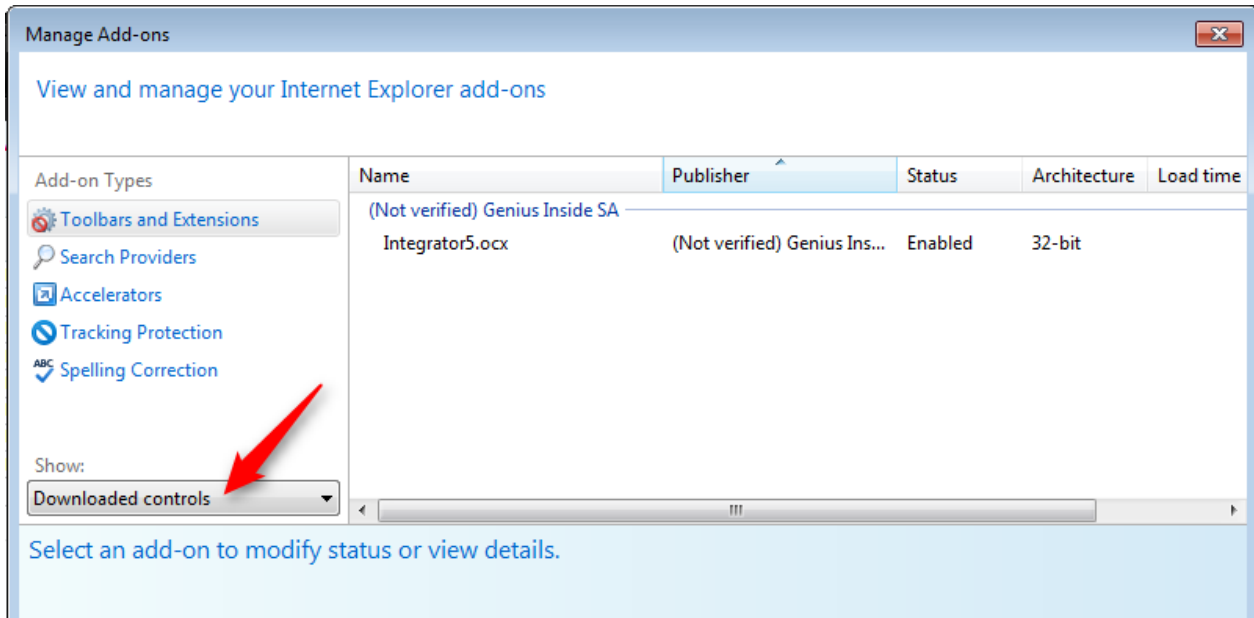 Manage Add-ons
View and manage your Internet Explorer add-ons
Add-on Types
Toolbars and Extensions
Search Providers
Accelerators
Tracking Protection
ABC Spelling Correction
Show:
Downloaded controls
Name Publisher Status Architecture Load time
(Not verified) Genius Inside SA
Integrator5.ocx (Not verified) Genius Ins... Enabled 32-bit
Select an add-on to modify status or view details.